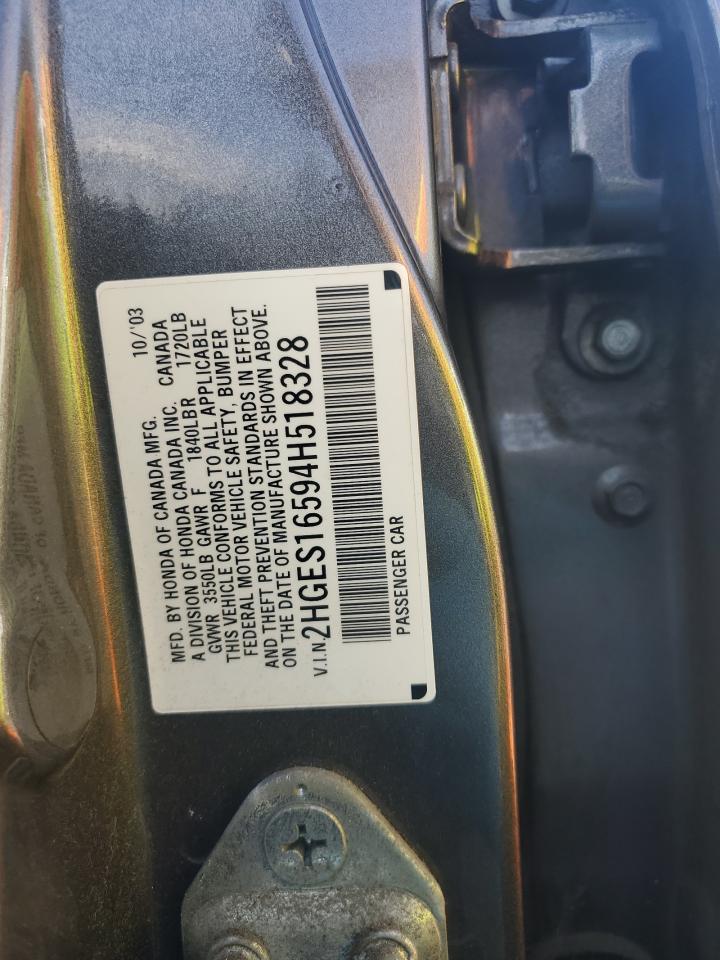 MFD. BY HONDA OF CANADA MFG. 10/'03
A DIVISION OF HONDA CANADA INC. CANADA
GVWR 3550LB GAWR F 1840LBR 1720LB
THIS VEHICLE CONFORMS TO ALL APPLICABLE
FEDERAL MOTOR VEHICLE SAFETY, BUMPER
AND THEFT PREVENTION STANDARDS IN EFFECT
ON THE DATE OF MANUFACTURE SHOWN ABOVE.
V.I.N. 2HGES16594H518328
PASSENGER CAR